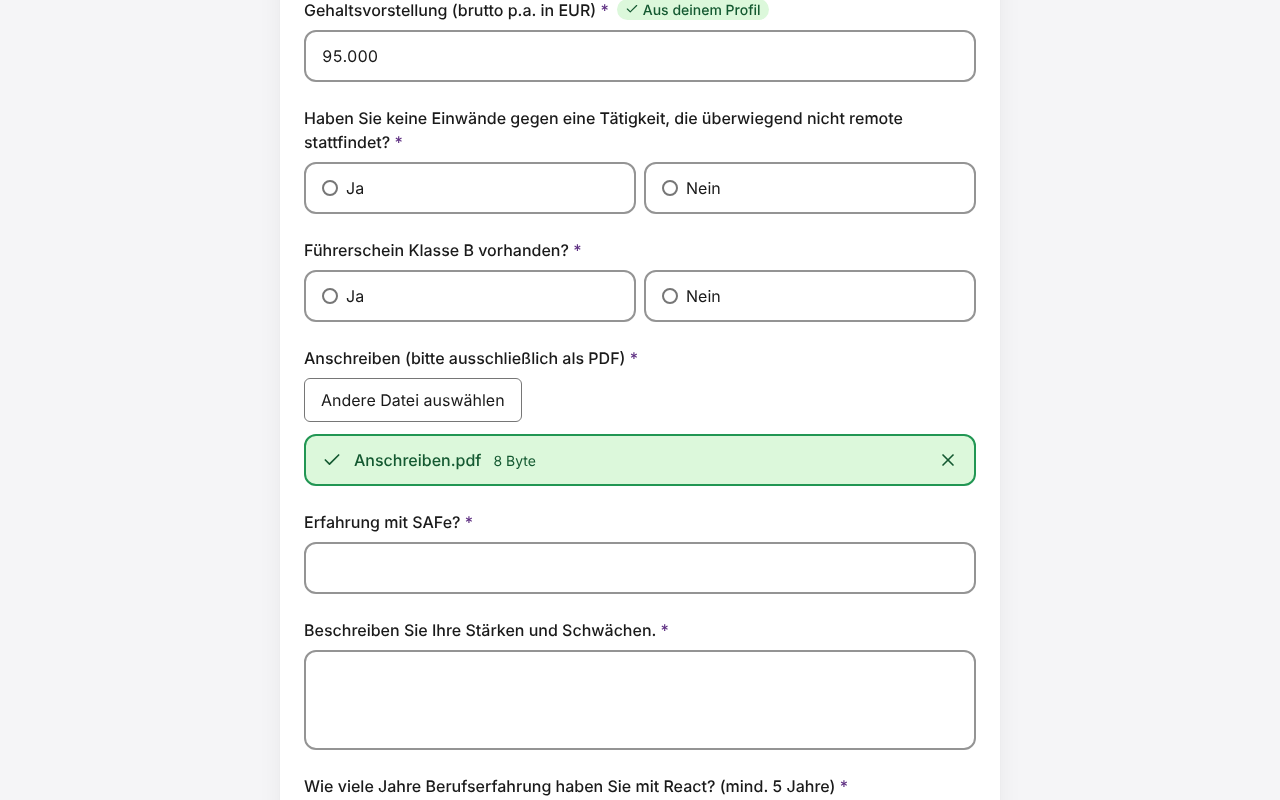 Gehaltsvorstellung (brutto p.a. in EUR) * Aus deinem Profil
95.000
Haben Sie keine Einwände gegen eine Tätigkeit, die überwiegend nicht remote
stattfindet? *
Ja Nein
Führerschein Klasse B vorhanden? *
Ja Nein
Anschreiben (bitte ausschließlich als PDF) *
Andere Datei auswählen
Anschreiben.pdf 8 Byte
Erfahrung mit SAFe? *
Beschreiben Sie Ihre Stärken und Schwächen. *
Wie viele Jahre Berufserfahrung haben Sie mit React? (mind. 5 Jahre) *